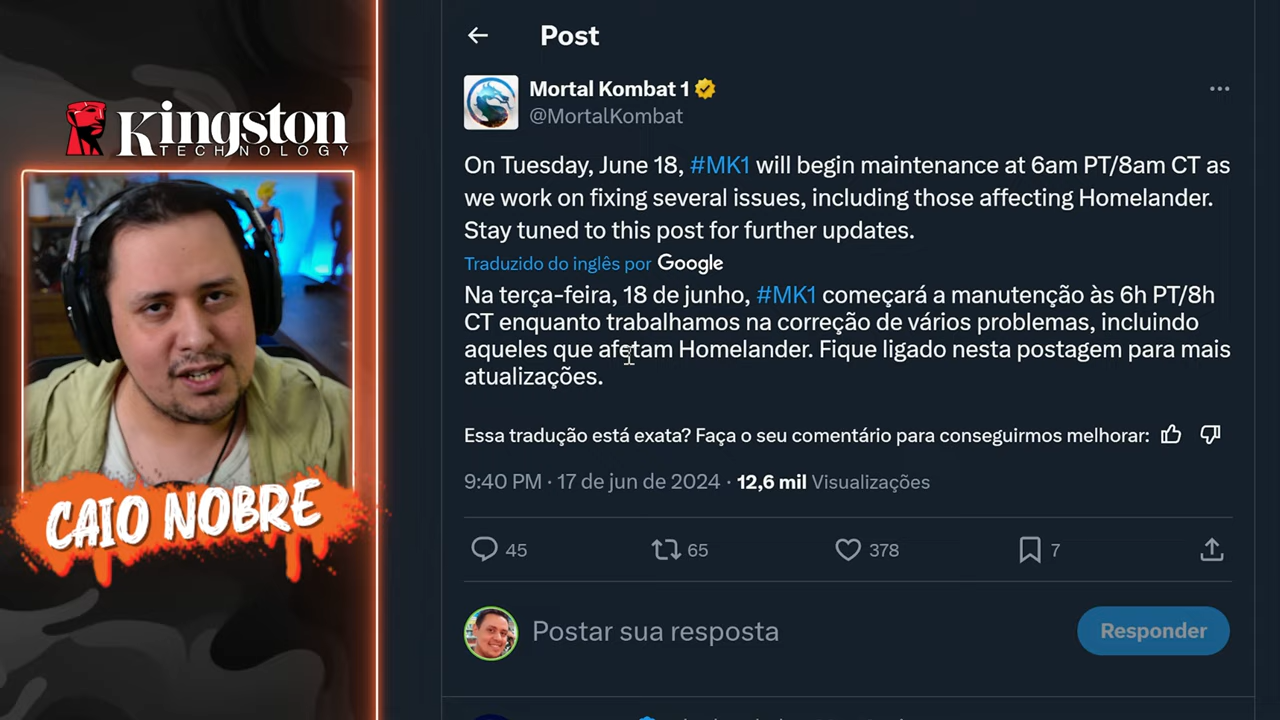 Kingston
TECHNOLOGY
CAIO NOBRE
Post
Mortal Kombat 1
@MortalKombat
On Tuesday, June 18, #MK1 will begin maintenance at 6am PT/8am CT as
we work on fixing several issues, including those affecting Homelander.
Stay tuned to this post for further updates.
Traduzido do inglês por Google
Na terça-feira, 18 de junho, #MK1 começará a manutenção às 6h PT/8h
CT enquanto trabalhamos na correção de vários problemas, incluindo
aqueles que afetam Homelander. Fique ligado nesta postagem para mais
atualizações.
Essa tradução está exata? Faça o seu comentário para conseguirmos melhorar:
9:40 PM · 17 de jun de 2024 · 12,6 mil Visualizações
45 65 378 7
Postar sua resposta Responder